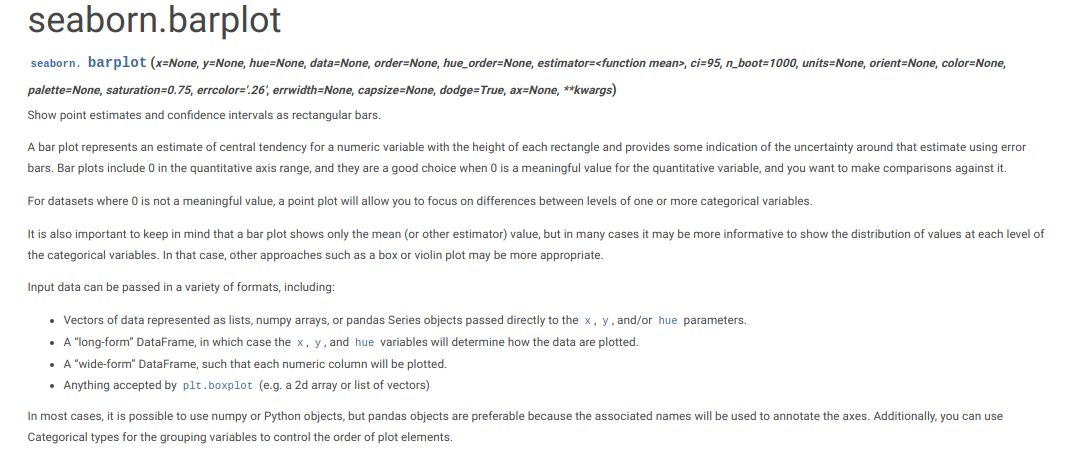 seaborn.barplot
seaborn. barplot (x=None, y=None, hue=None, data=None, order=None, hue_order=None, estimator=<function mean>, ci=95, n_boot=1000, units=None, orient=None, color=None,
palette=None, saturation=0.75, errcolor='.26', errwidth=None, capsize=None, dodge=True, ax=None, **kwargs)
Show point estimates and confidence intervals as rectangular bars.
A bar plot represents an estimate of central tendency for a numeric variable with the height of each rectangle and provides some indication of the uncertainty around that estimate using error
bars. Bar plots include 0 in the quantitative axis range, and they are a good choice when 0 is a meaningful value for the quantitative variable, and you want to make comparisons against it.
For datasets where 0 is not a meaningful value, a point plot will allow you to focus on differences between levels of one or more categorical variables.
It is also important to keep in mind that a bar plot shows only the mean (or other estimator) value, but in many cases it may be more informative to show the distribution of values at each level of
the categorical variables. In that case, other approaches such as a box or violin plot may be more appropriate.
Input data can be passed in a variety of formats, including:
• Vectors of data represented as lists, numpy arrays, or pandas Series objects passed directly to the x, y, and/or hue parameters.
• A “long-form” DataFrame, in which case the x, y, and hue variables will determine how the data are plotted.
• A “wide-form” DataFrame, such that each numeric column will be plotted.
• Anything accepted by plt.boxplot (e.g. a 2d array or list of vectors)
In most cases, it is possible to use numpy or Python objects, but pandas objects are preferable because the associated names will be used to annotate the axes. Additionally, you can use
Categorical types for the grouping variables to control the order of plot elements.